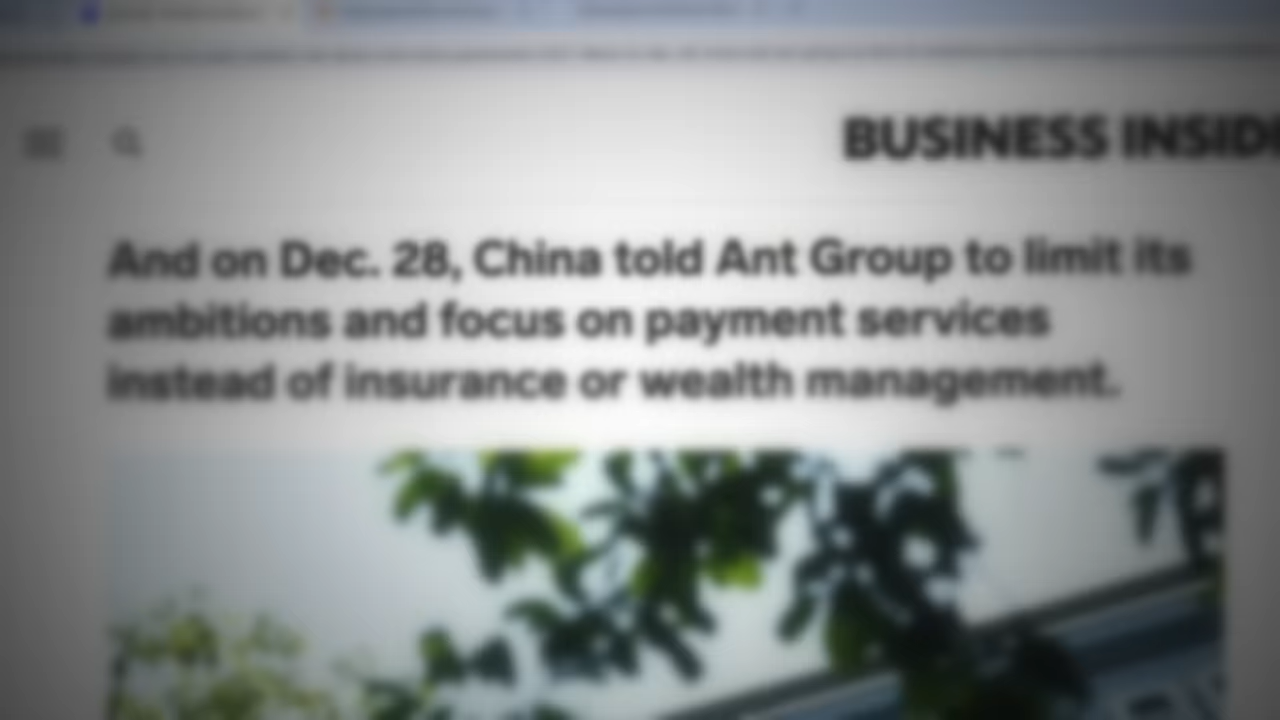 BUSINESS INSID
And on Dec. 28, China told Ant Group to limit its
ambitions and focus on payment services
instead of insurance or wealth management.